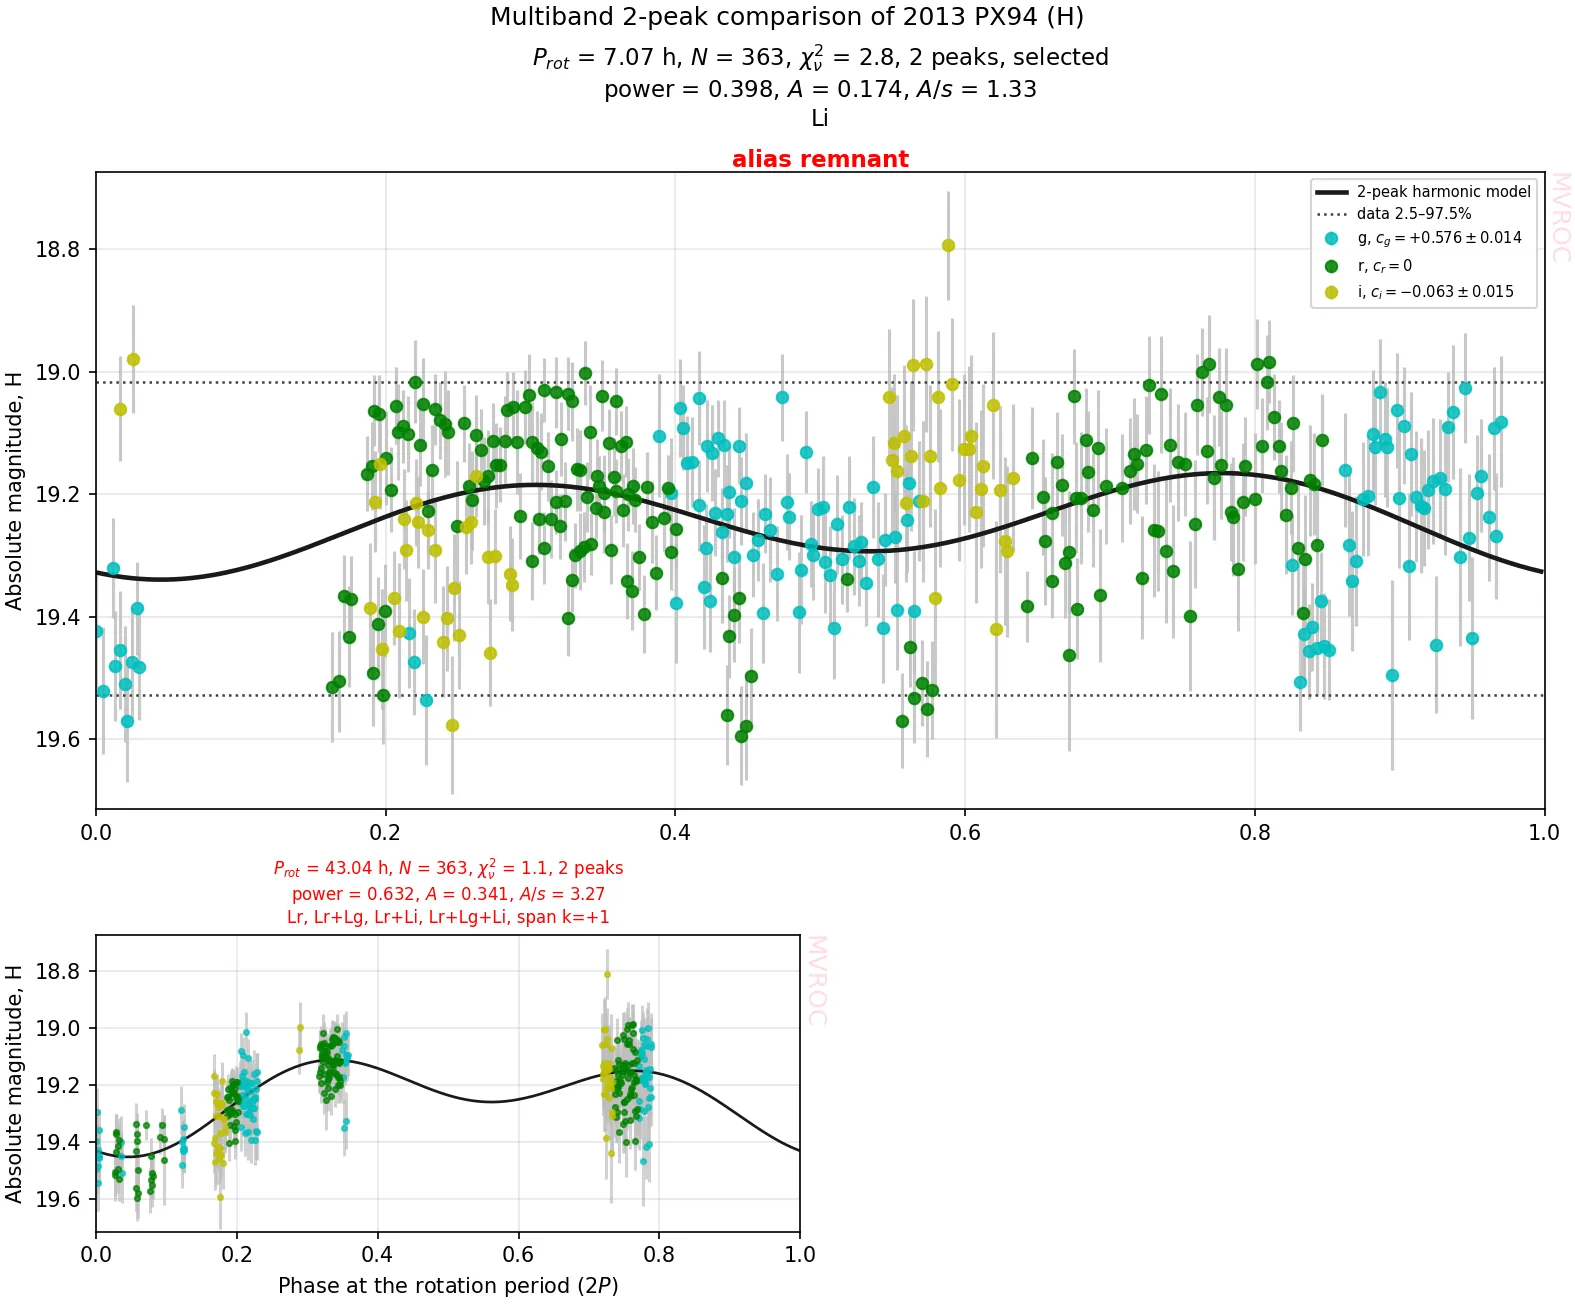 Multiband 2-peak comparison of 2013 PX94 (H)
P_rot = 7.07 h, N = 363, χ²_ν = 2.8, 2 peaks, selected
power = 0.398, A = 0.174, A/s = 1.33
Li
alias remnant
MVROC
2-peak harmonic model
data 2.5–97.5%
g, c_g = +0.576 ± 0.014
r, c_r = 0
i, c_i = −0.063 ± 0.015
Absolute magnitude, H
18.8
19.0
19.2
19.4
19.6
0.0 0.2 0.4 0.6 0.8 1.0
P_rot = 43.04 h, N = 363, χ²_ν = 1.1, 2 peaks
power = 0.632, A = 0.341, A/s = 3.27
Lr, Lr+Lg, Lr+Li, Lr+Lg+Li, span k=+1
MVROC
Absolute magnitude, H
18.8
19.0
19.2
19.4
19.6
0.0 0.2 0.4 0.6 0.8 1.0
Phase at the rotation period (2P)